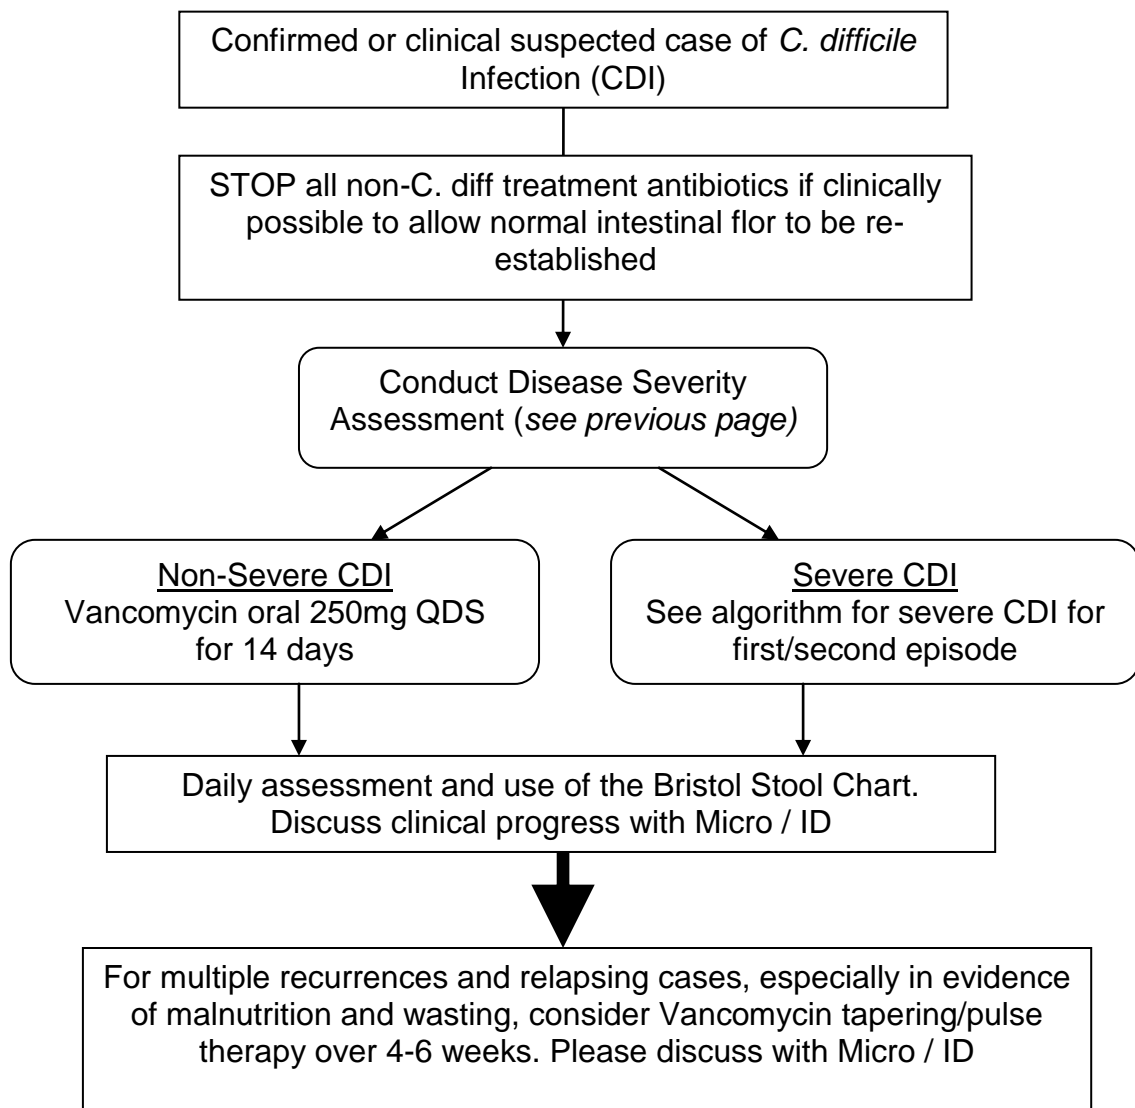 Confirmed or clinical suspected case of C. difficile
Infection (CDI)
STOP all non-C. diff treatment antibiotics if clinically
possible to allow normal intestinal flor to be re-
established
Conduct Disease Severity
Assessment (see previous page)
Non-Severe CDI
Vancomycin oral 250mg QDS
for 14 days
Severe CDI
See algorithm for severe CDI for
first/second episode
Daily assessment and use of the Bristol Stool Chart.
Discuss clinical progress with Micro / ID
For multiple recurrences and relapsing cases, especially in evidence
of malnutrition and wasting, consider Vancomycin tapering/pulse
therapy over 4-6 weeks. Please discuss with Micro / ID